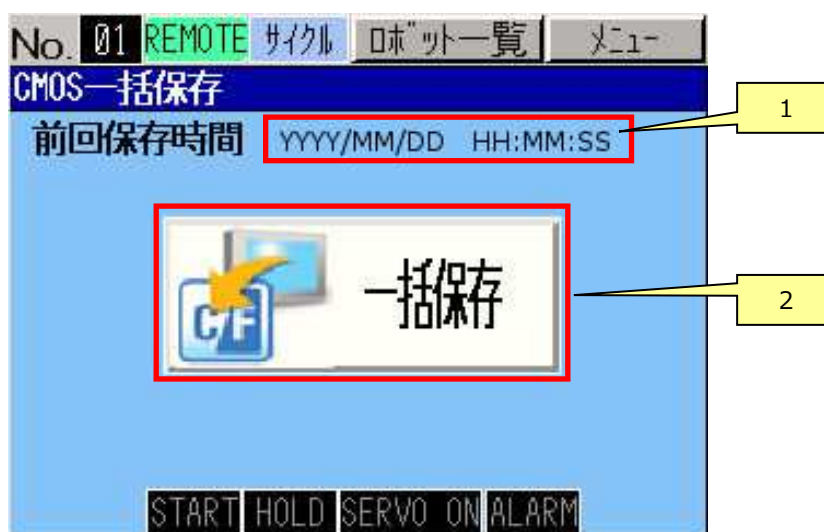 No. 01 REMOTE サイクル ロボット一覧 メニュー
CMOS一括保存
前回保存時間 YYYY/MM/DD HH:MM:SS
1
C/F 一括保存
2
START HOLD SERVO ON ALARM